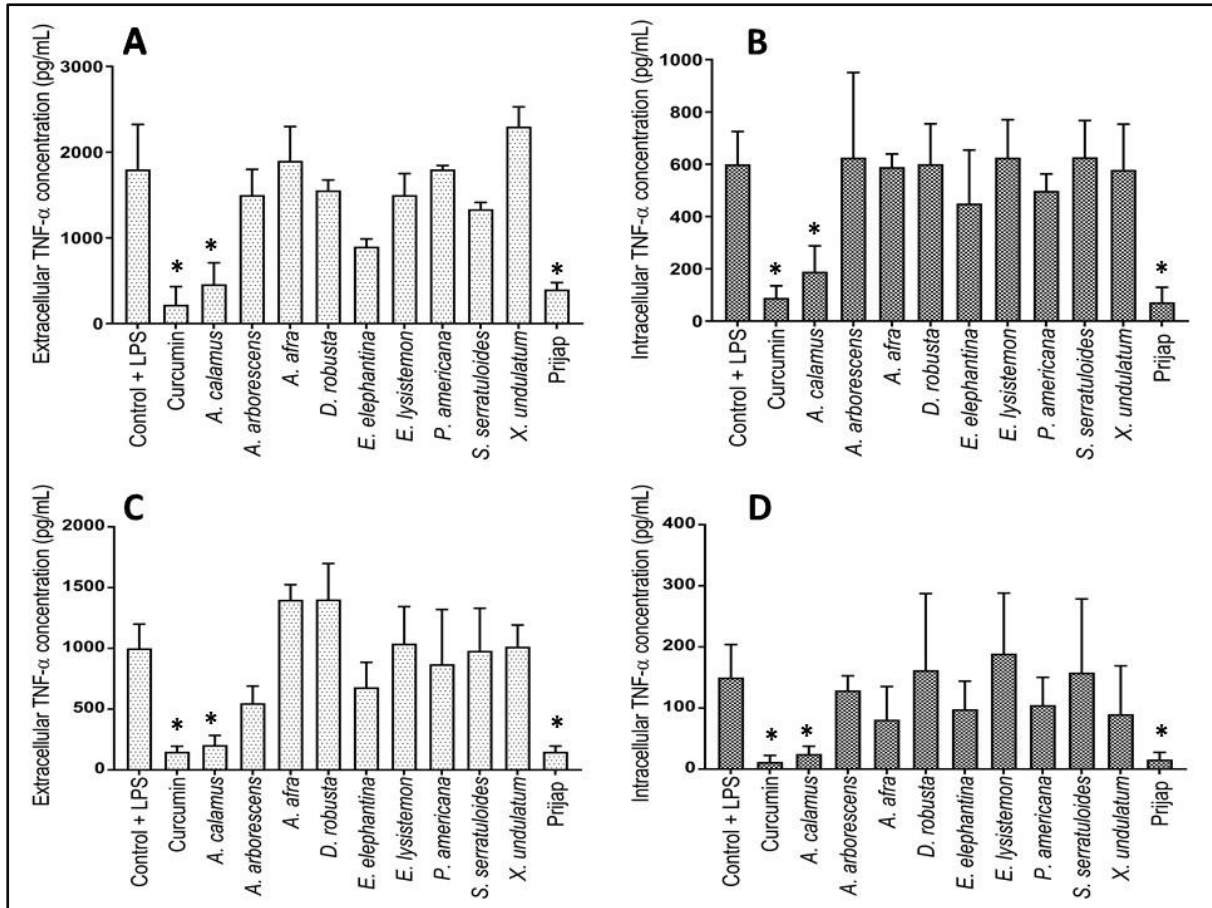 A
Extracellular TNF-α concentration (pg/mL)
3000
2000
1000
0
*
*
*
Control + LPS
Curcumin
A. calamus
A. arborescens
A. afra
D. robusta
E. elephantina
E. lysistemon
P. americana
S. serratuloides
X. undulatum
Prijap
B
Intracellular TNF-α concentration (pg/mL)
1000
800
600
400
200
0
*
*
*
Control + LPS
Curcumin
A. calamus
A. arborescens
A. afra
D. robusta
E. elephantina
E. lysistemon
P. americana
S. serratuloides
X. undulatum
Prijap
C
Extracellular TNF-α concentration (pg/mL)
2000
1500
1000
500
0
*
*
*
Control + LPS
Curcumin
A. calamus
A. arborescens
A. afra
D. robusta
E. elephantina
E. lysistemon
P. americana
S. serratuloides
X. undulatum
Prijap
D
Intracellular TNF-α concentration (pg/mL)
400
300
200
100
0
*
*
*
Control + LPS
Curcumin
A. calamus
A. arborescens
A. afra
D. robusta
E. elephantina
E. lysistemon
P. americana
S. serratuloides
X. undulatum
Prijap